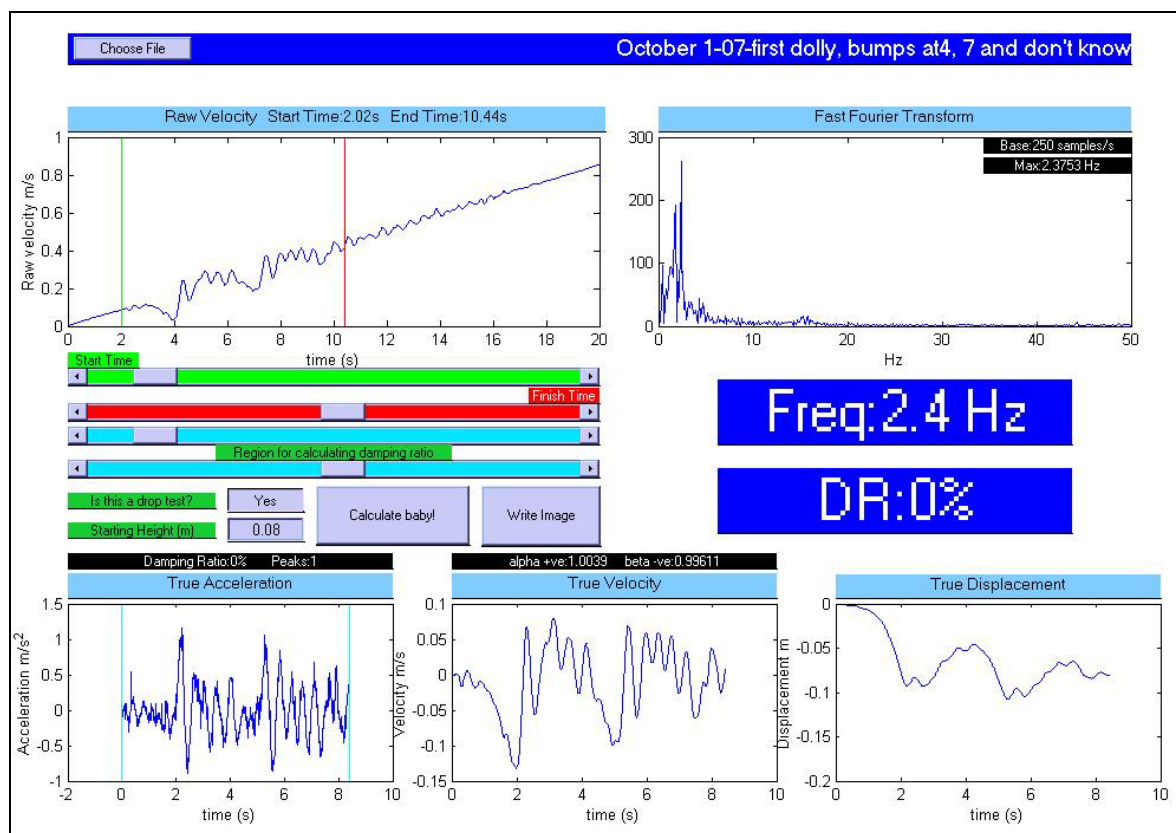 Choose File
October 1-07-first dolly, bumps at4, 7 and don't know
Raw Velocity Start Time:2.02s End Time:10.44s
Raw velocity m/s
1
0.8
0.6
0.4
0.2
0
0 2 4 6 8 10 12 14 16 18 20
time (s)
Fast Fourier Transform
Base:250 samples/s
Max:2.3753 Hz
300
200
100
0
0 10 20 30 40 50
Hz
Start Time
Finish Time
Region for calculating damping ratio
Is this a drop test? Yes
Starting Height (m) 0.08
Calculate baby!
Write Image
Freq:2.4 Hz
DR:0%
Damping Ratio:0% Peaks:1
True Acceleration
Acceleration m/s²
1.5
1
0.5
0
-0.5
-1
-2 0 2 4 6 8 10
time (s)
alpha +ve:1.0039 beta -ve:0.99611
True Velocity
Velocity m/s
0.1
0.05
0
-0.05
-0.1
-0.15
0 2 4 6 8 10
time (s)
True Displacement
Displacement m
0
-0.05
-0.1
-0.15
-0.2
0 2 4 6 8 10
time (s)